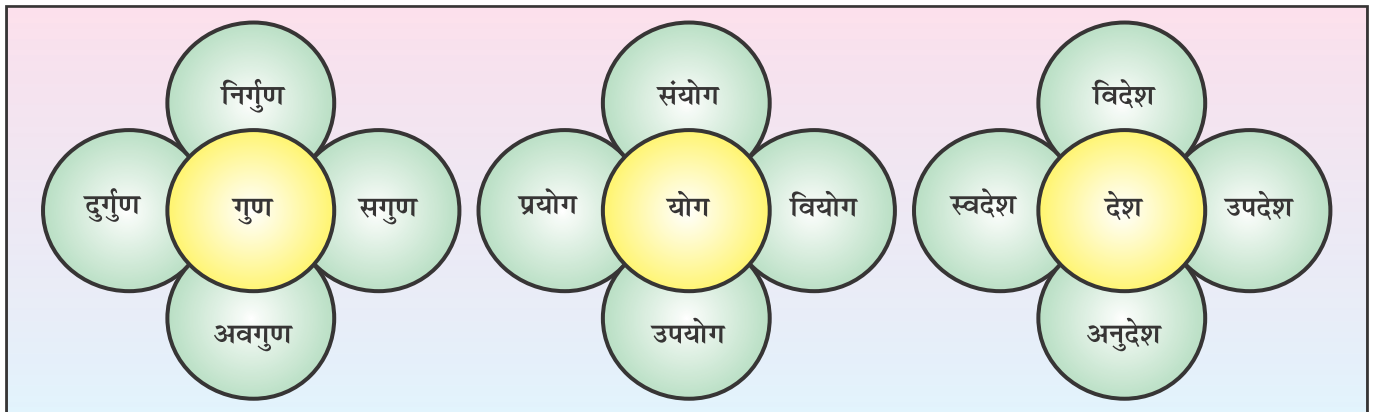 निर्गुण
दुर्गुण
गुण
सगुण
अवगुण
संयोग
प्रयोग
योग
वियोग
उपयोग
विदेश
स्वदेश
देश
उपदेश
अनुदेश